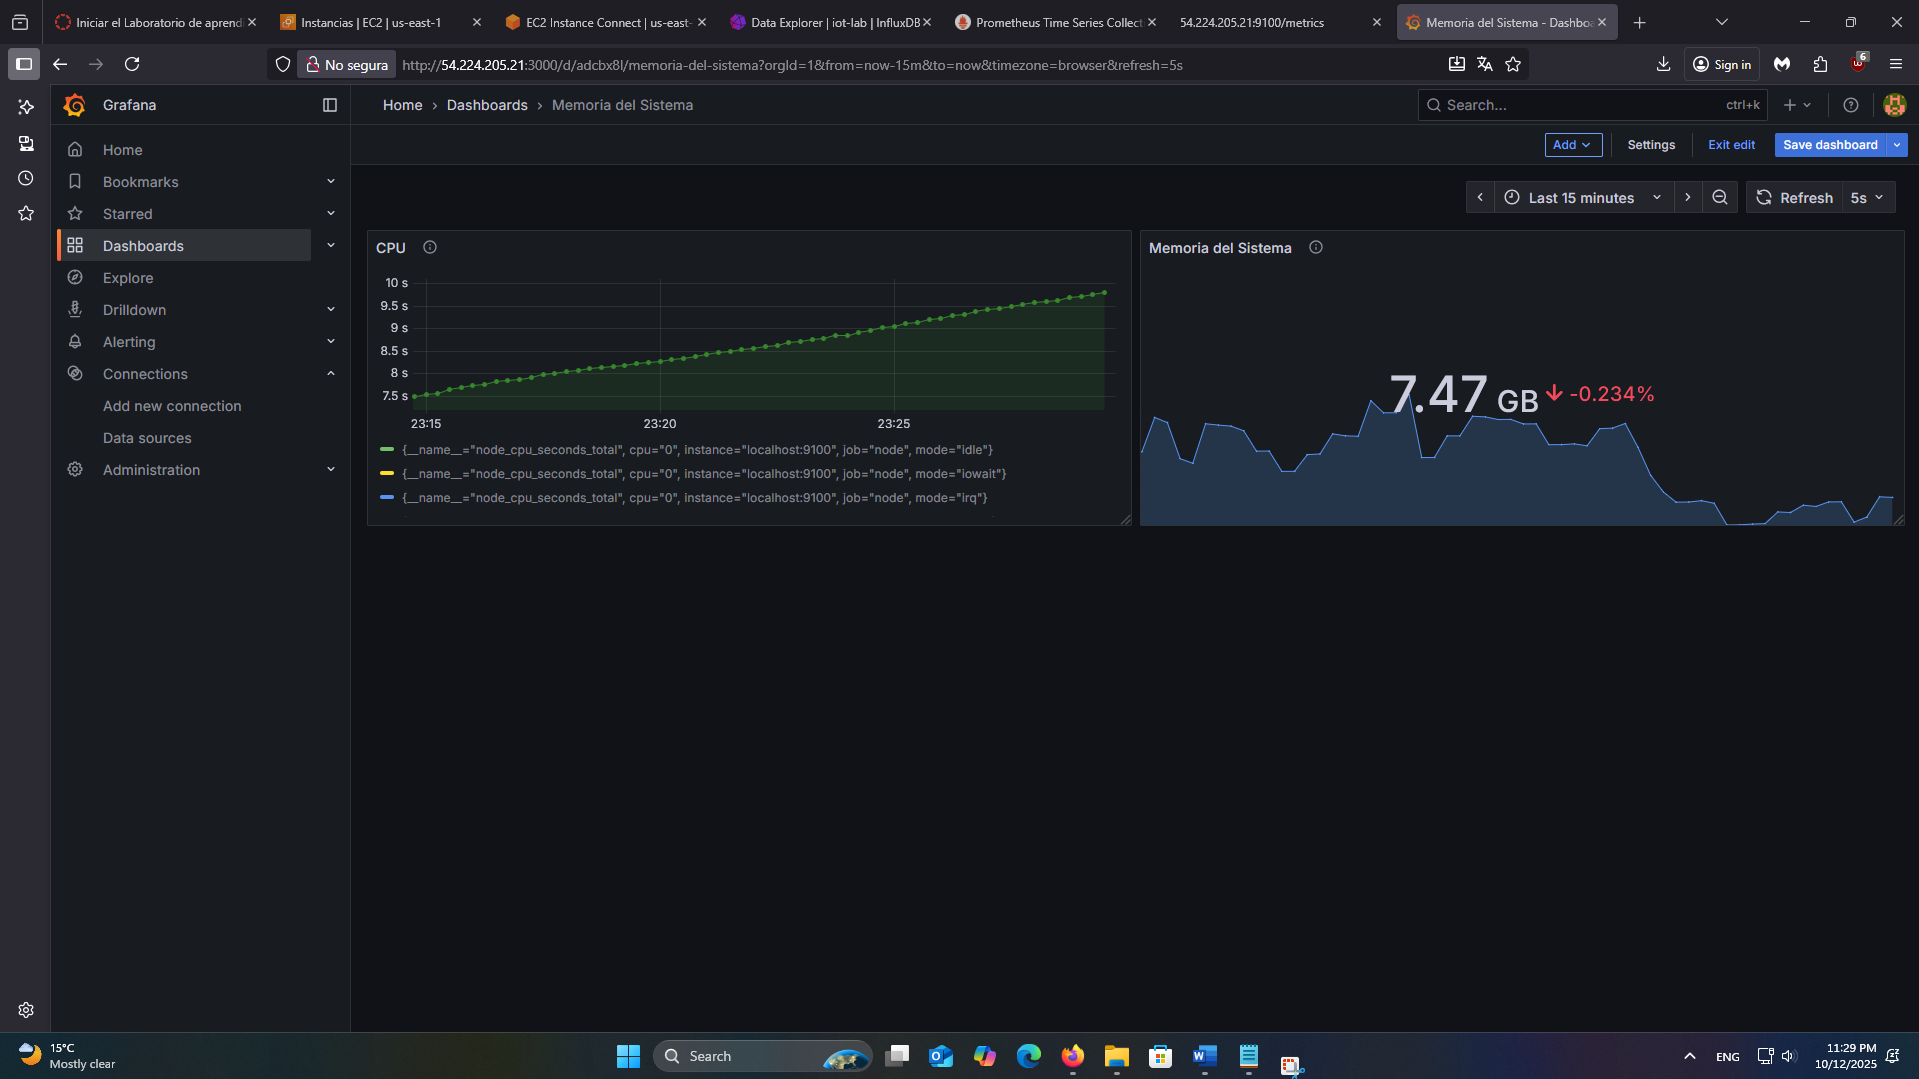 Iniciar el Laboratorio de aprend
Instancias | EC2 | us-east-1
EC2 Instance Connect | us-east-
Data Explorer | iot-lab | InfluxDB
Prometheus Time Series Collect
54.224.205.21:9100/metrics
Memoria del Sistema - Dashboa
No segura
http://54.224.205.21:3000/d/adcbx8l/memoria-del-sistema?orgId=1&from=now-15m&to=now&timezone=browser&refresh=5s
Sign in
6
Grafana
Home › Dashboards › Memoria del Sistema
Search...
ctrl+k
Home
Bookmarks
Starred
Dashboards
Explore
Drilldown
Alerting
Connections
Add new connection
Data sources
Administration
Add
Settings
Exit edit
Save dashboard
Last 15 minutes
Refresh
5s
CPU
10 s
9.5 s
9 s
8.5 s
8 s
7.5 s
23:15
23:20
23:25
{__name__="node_cpu_seconds_total", cpu="0", instance="localhost:9100", job="node", mode="idle"}
{__name__="node_cpu_seconds_total", cpu="0", instance="localhost:9100", job="node", mode="iowait"}
{__name__="node_cpu_seconds_total", cpu="0", instance="localhost:9100", job="node", mode="irq"}
Memoria del Sistema
7.47 GB
-0.234%
15°C
Mostly clear
Search
ENG
11:29 PM
10/12/2025